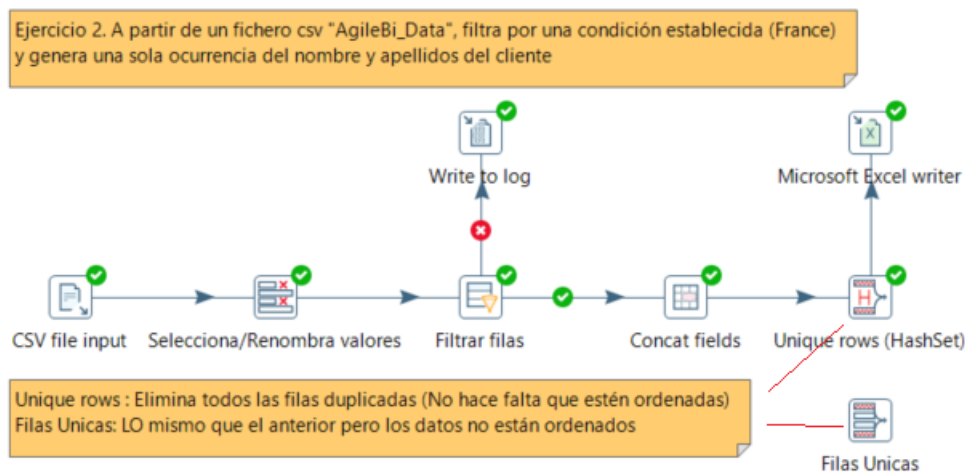 Ejercicio 2. A partir de un fichero csv "AgileBi_Data", filtra por una condición establecida (France)
y genera una sola ocurrencia del nombre y apellidos del cliente
Write to log
Microsoft Excel writer
CSV file input
Selecciona/Renombra valores
Filtrar filas
Concat fields
Unique rows (HashSet)
Unique rows : Elimina todos las filas duplicadas (No hace falta que estén ordenadas)
Filas Unicas: LO mismo que el anterior pero los datos no están ordenados
Filas Unicas